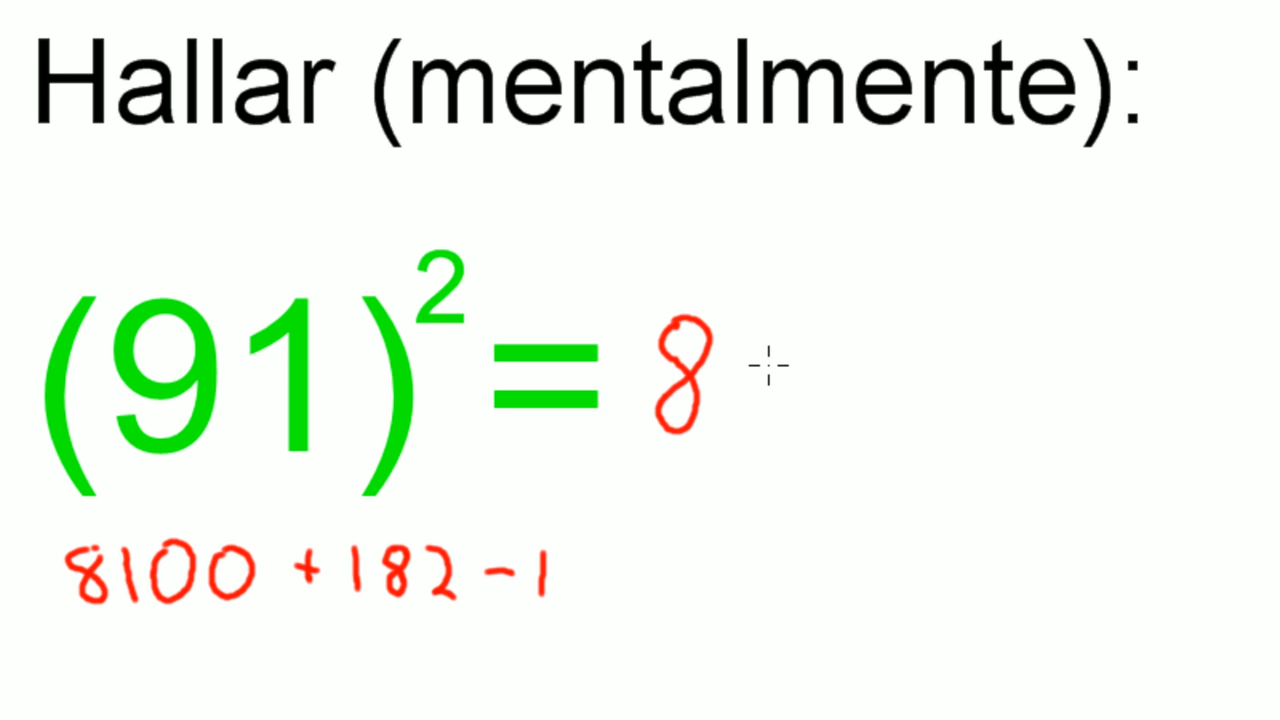 Hallar (mentalmente):
(91)² = 8
8100 + 182 - 1